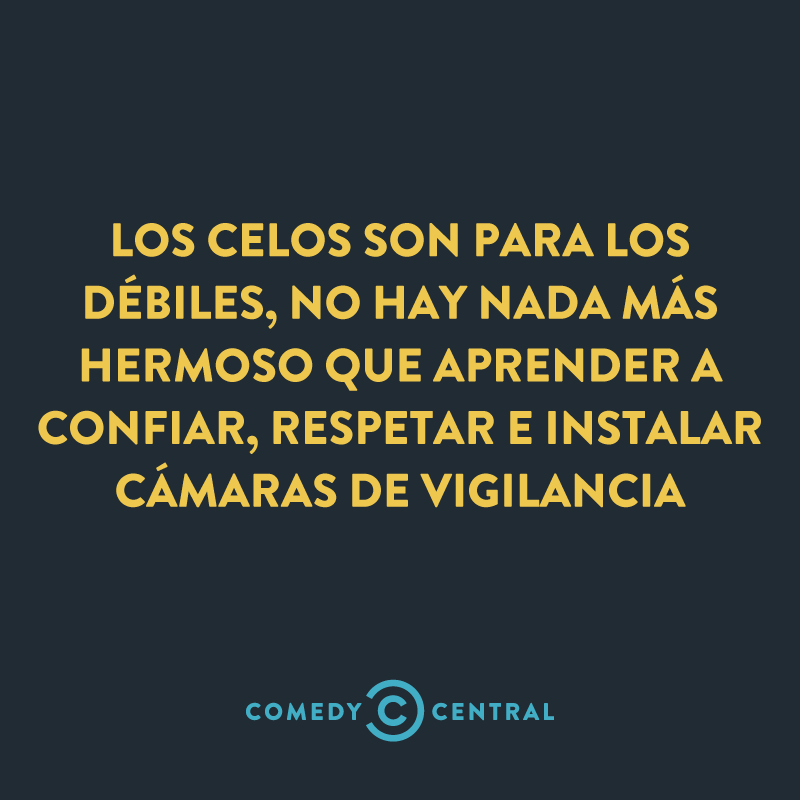 LOS CELOS SON PARA LOS
DÉBILES, NO HAY NADA MÁS
HERMOSO QUE APRENDER A
CONFIAR, RESPETAR E INSTALAR
CÁMARAS DE VIGILANCIA
COMEDY C CENTRAL